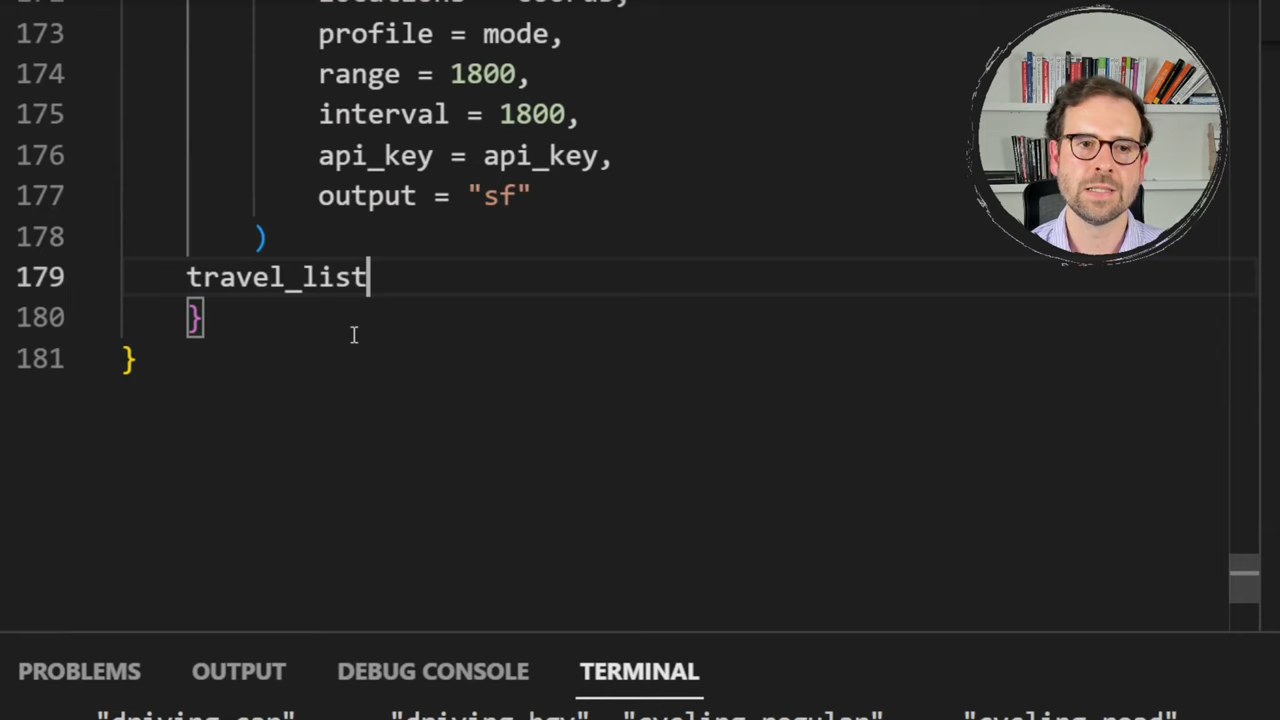 173 profile = mode,
174 range = 1800,
175 interval = 1800,
176 api_key = api_key,
177 output = "sf"
178 )
179 travel_list
180 }
181 }
PROBLEMS OUTPUT DEBUG CONSOLE TERMINAL